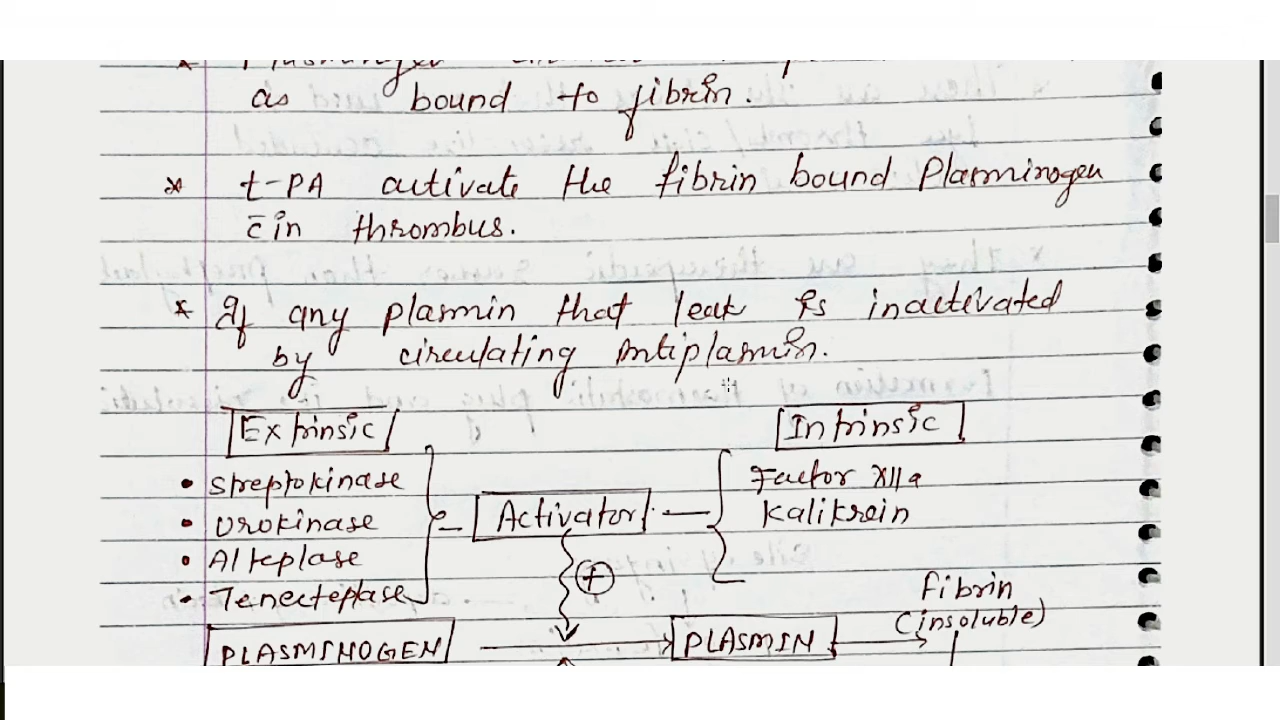 as bound to fibrin.
* t-PA activate the fibrin bound Plasminogen
c̄in thrombus.
* If any plasmin that leak is inactivated
by circulating Antiplasmin.
Extrinsic
Intrinsic
• Streptokinase
Factor XIIa
• Urokinase
Activator
Kalikrein
• Alteplase
• Tenecteplase
+
fibrin
(insoluble)
PLASMINOGEN
PLASMIN